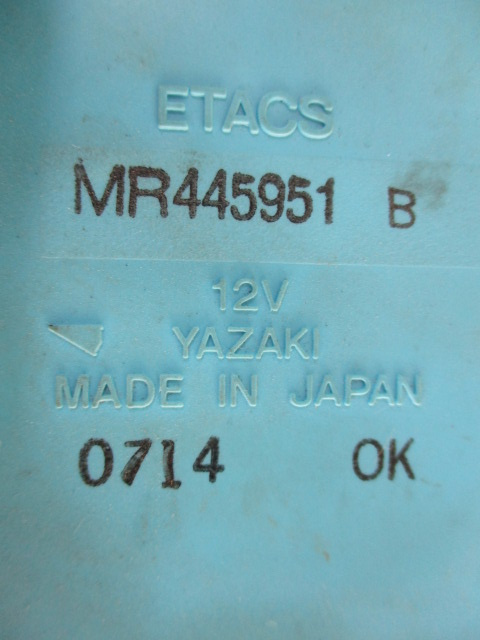 ETACS
MR445951 B
12V
YAZAKI
MADE IN JAPAN
0714 OK